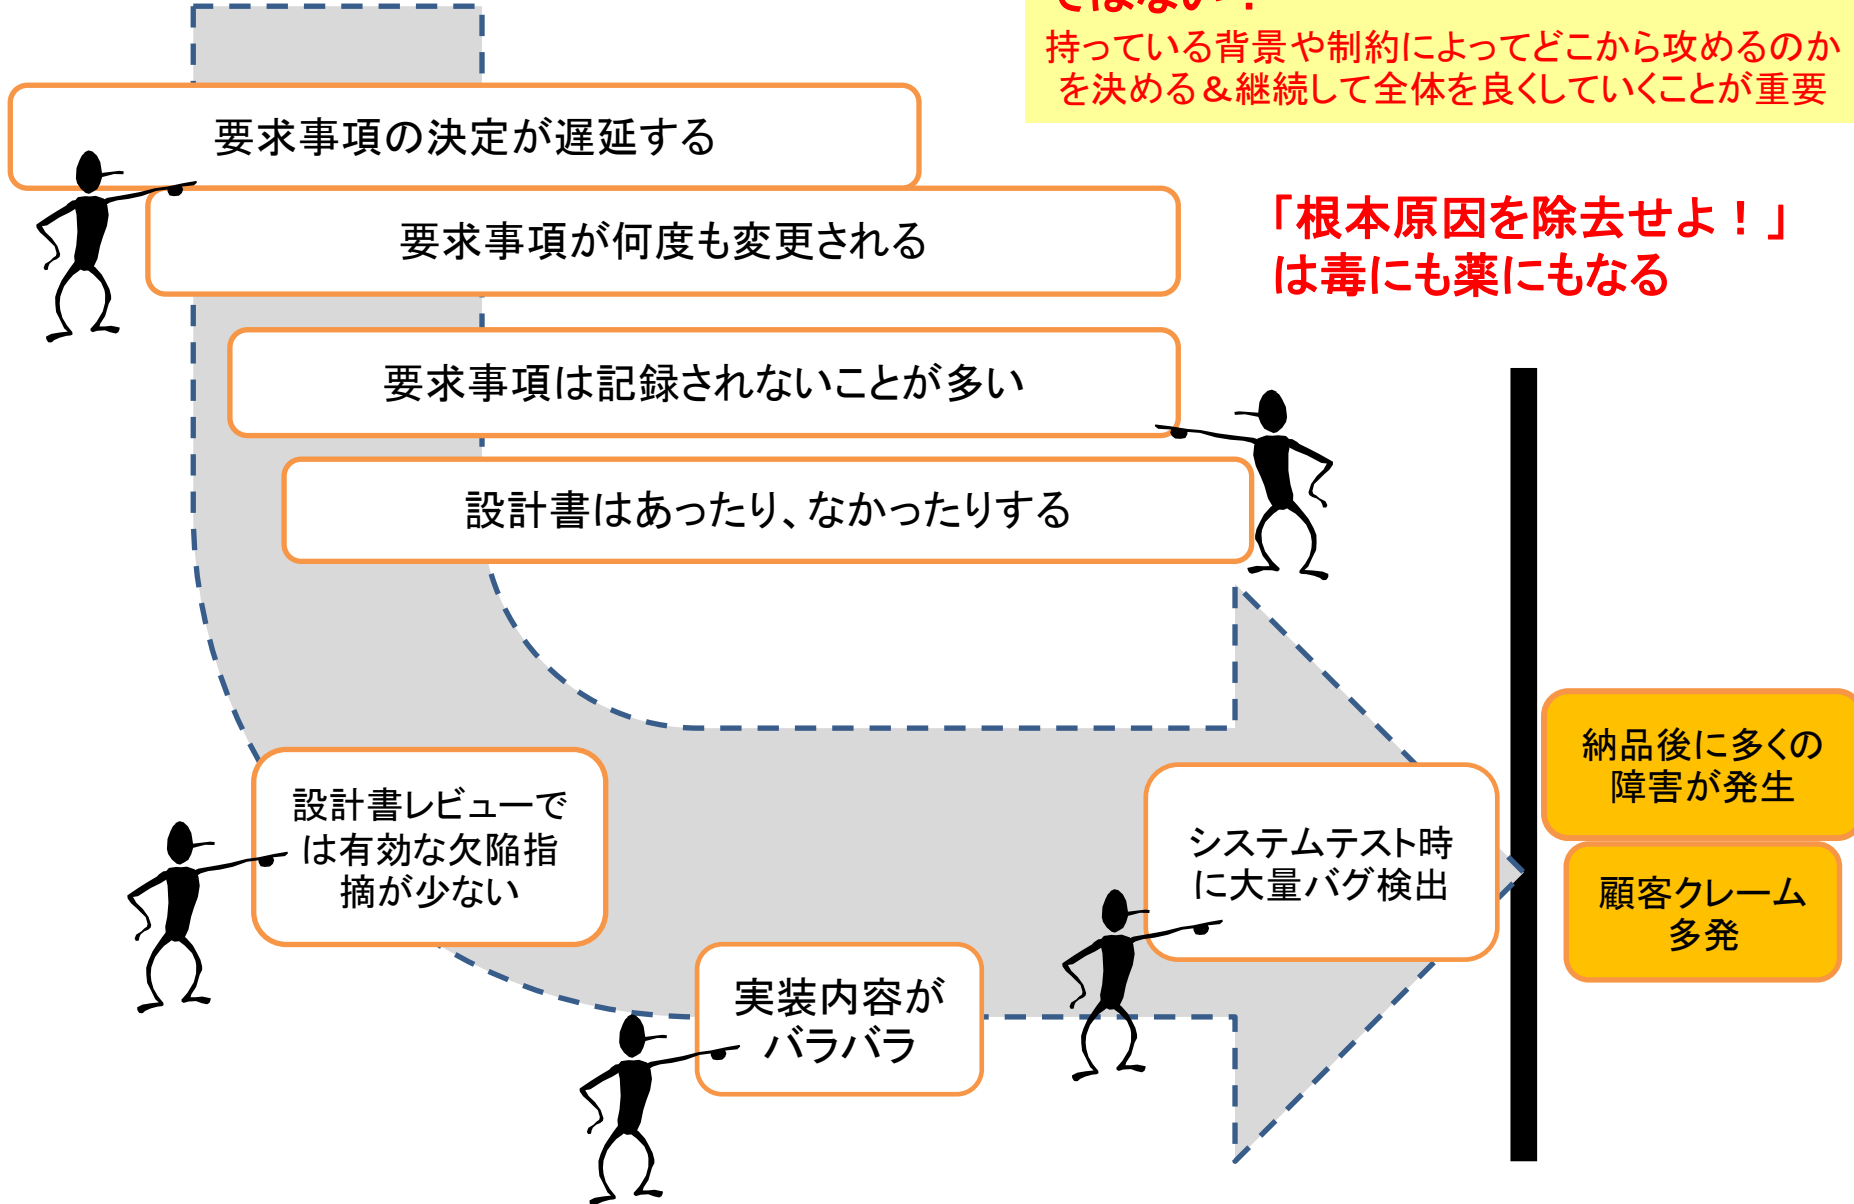 ではない！
持っている背景や制約によってどこから攻めるのか
を決める＆継続して全体を良くしていくことが重要
要求事項の決定が遅延する
要求事項が何度も変更される
「根本原因を除去せよ！」
は毒にも薬にもなる
要求事項は記録されないことが多い
設計書はあったり、なかったりする
納品後に多くの
障害が発生
設計書レビューで
は有効な欠陥指
摘が少ない
システムテスト時
に大量バグ検出
顧客クレーム
多発
実装内容が
バラバラ